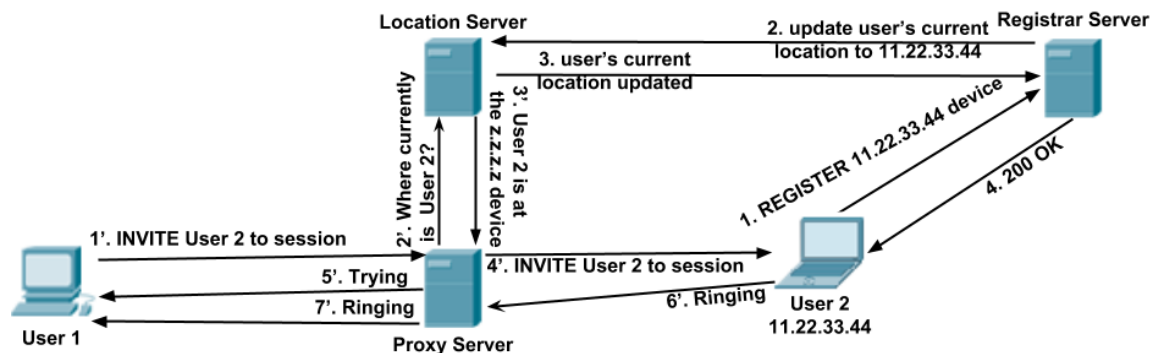 Location Server
Registrar Server
2. update user's current
location to 11.22.33.44
3. user's current
location updated
2'. Where currently
is User 2?
3'. User 2 is at
the z.z.z.z device
1. REGISTER 11.22.33.44 device
4. 200 OK
1'. INVITE User 2 to session
4'. INVITE User 2 to session
5'. Trying
6'. Ringing
7'. Ringing
User 1
Proxy Server
User 2
11.22.33.44